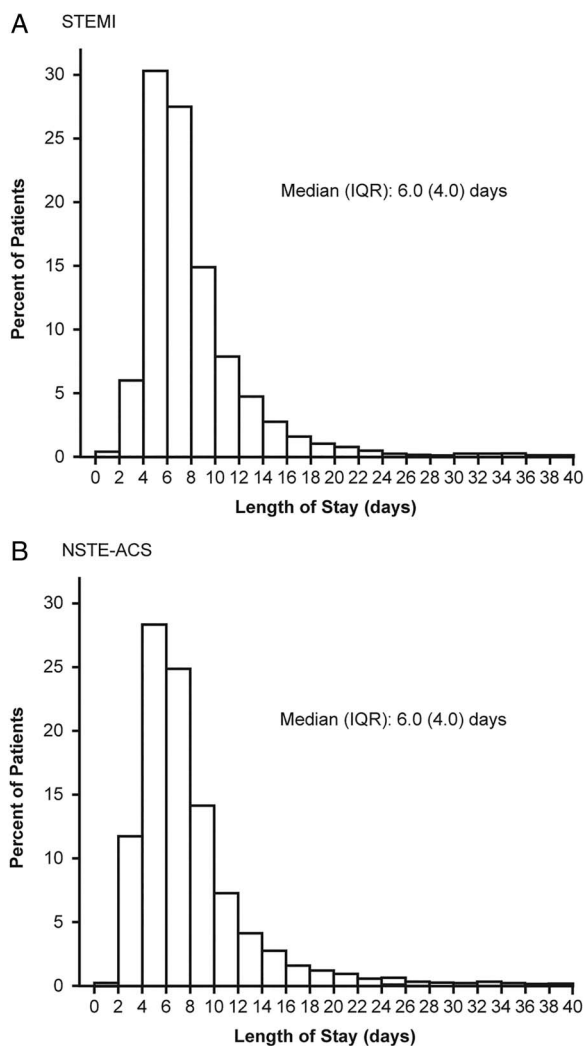 A STEMI
30
25
20
15
10
5
0
Percent of Patients
Median (IQR): 6.0 (4.0) days
0 2 4 6 8 10 12 14 16 18 20 22 24 26 28 30 32 34 36 38 40
Length of Stay (days)
B NSTE-ACS
30
25
20
15
10
5
0
Percent of Patients
Median (IQR): 6.0 (4.0) days
0 2 4 6 8 10 12 14 16 18 20 22 24 26 28 30 32 34 36 38 40
Length of Stay (days)